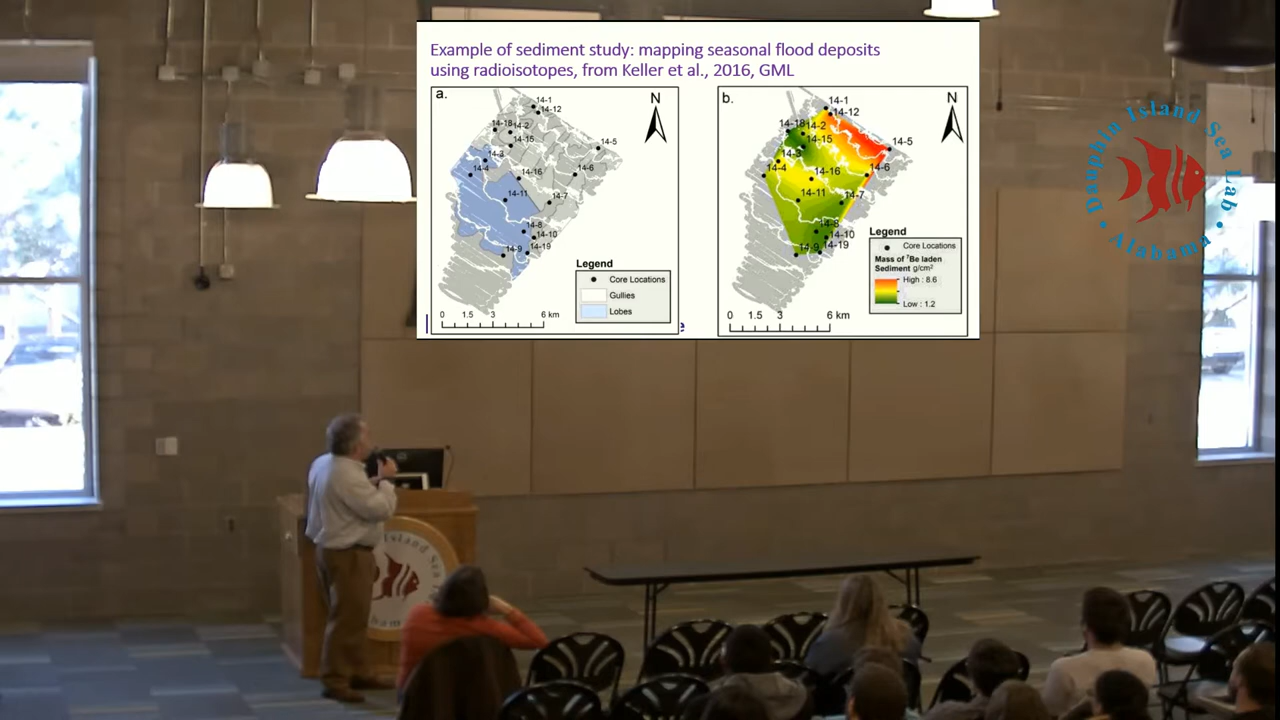 Example of sediment study: mapping seasonal flood deposits
using radioisotopes, from Keller et al., 2016, GML
a.
N
14-1
14-12
14-18
14-2
14-15
14-5
14-3
14-4
14-16
14-6
14-11
14-7
14-8
14-10
14-9
14-19
Legend
Core Locations
Gullies
Lobes
0 1.5 3 6 km
b.
N
14-1
14-12
14-18
14-2
14-15
14-5
14-3
14-4
14-16
14-6
14-11
14-7
14-8
14-10
14-9
14-19
Legend
Core Locations
Mass of ⁷Be laden
Sediment g/cm²
High : 8.6
Low : 1.2
0 1.5 3 6 km
Dauphin Island Sea Lab
Alabama
Island Sea